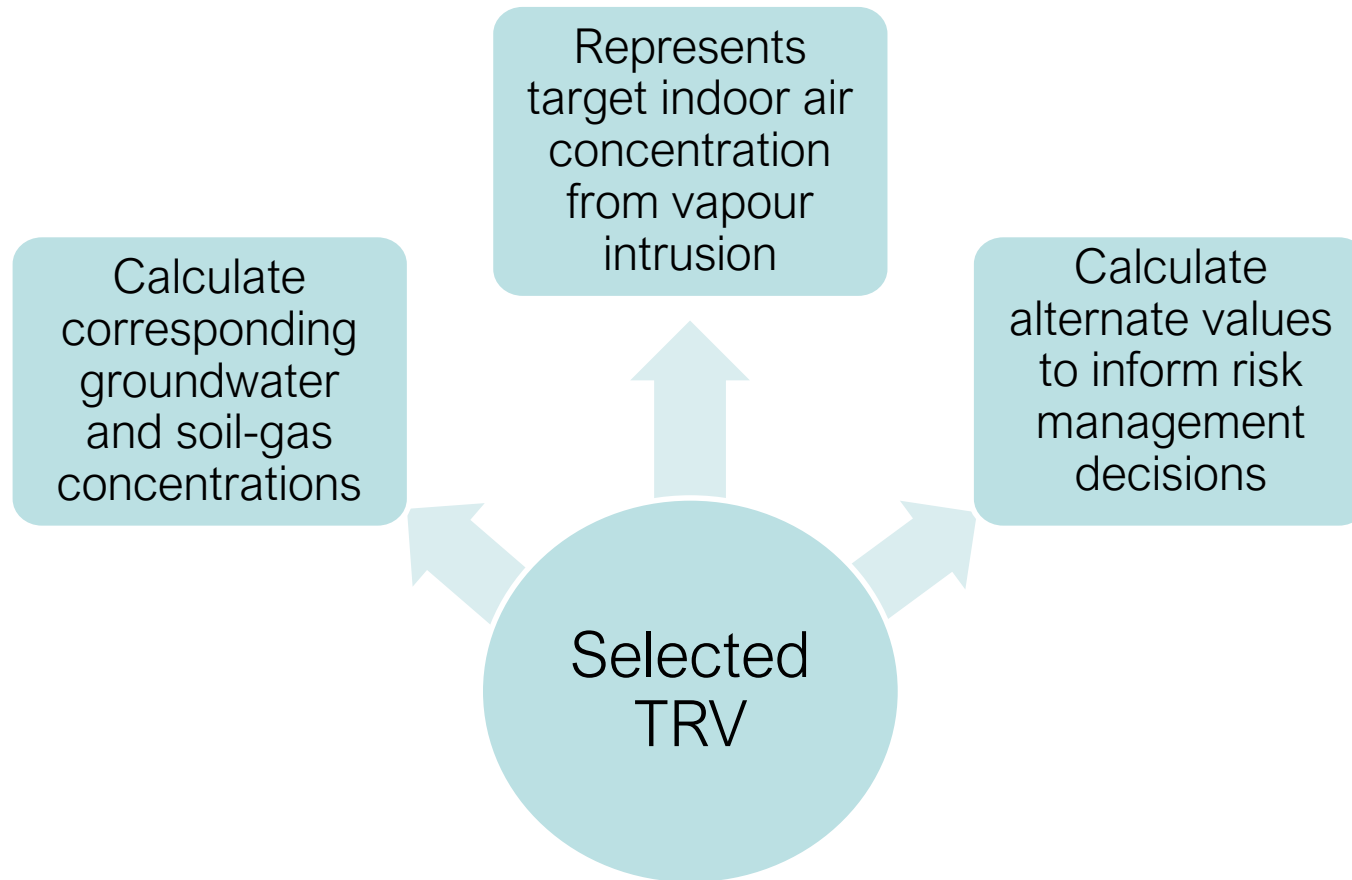 Represents
target indoor air
concentration
from vapour
intrusion
Calculate
corresponding
groundwater
and soil-gas
concentrations
Calculate
alternate values
to inform risk
management
decisions
Selected
TRV